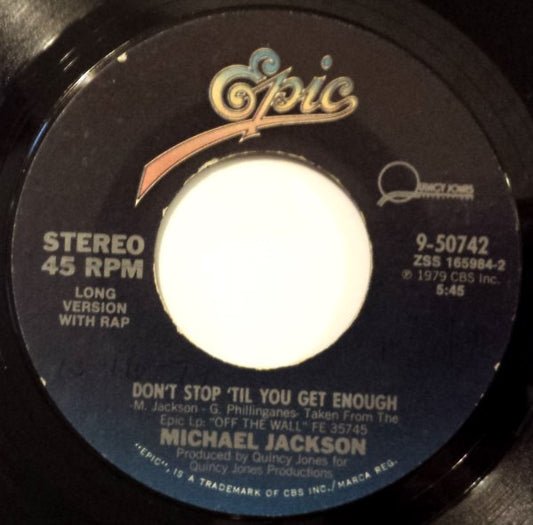 Epic
QUINCY JONES
STEREO
45 RPM
LONG
VERSION
WITH RAP
9-50742
ZSS 165984-2
℗ 1979 CBS Inc.
5:45
DON'T STOP 'TIL YOU GET ENOUGH
-M. Jackson - G. Phillinganes- Taken From The
Epic Lp: "OFF THE WALL" FE 35745
MICHAEL JACKSON
Produced by Quincy Jones for
Quincy Jones Productions
"EPIC", IS A TRADEMARK OF CBS INC./MARCA REG.